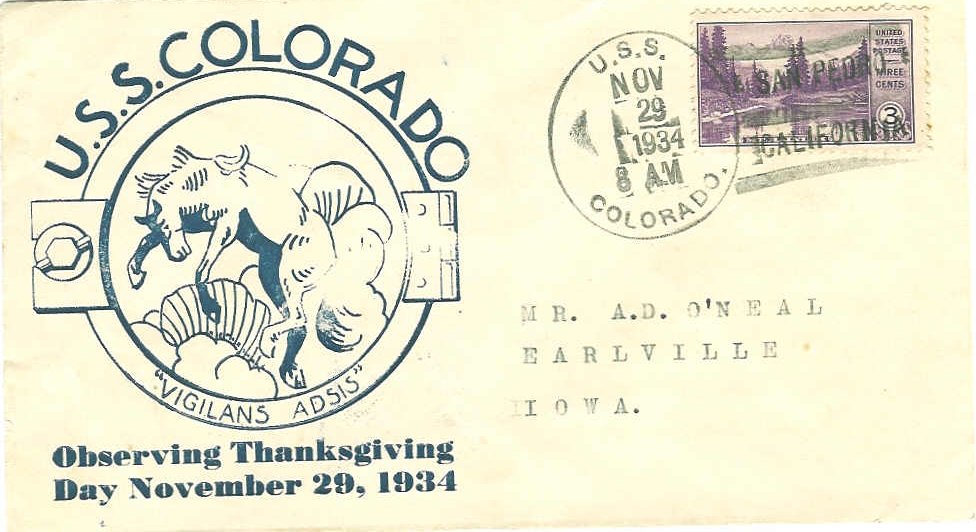 U.S.S. COLORADO
"VIGILANS ADSIS"
Observing Thanksgiving
Day November 29, 1934
U.S.S.
NOV
29
1934
8 AM
COLORADO.
SAN PEDRO
CALIFORNIA
UNITED
STATES
POSTAGE
THREE
CENTS
3
MR. A.D. O'NEAL
EARLVILLE
IOWA.